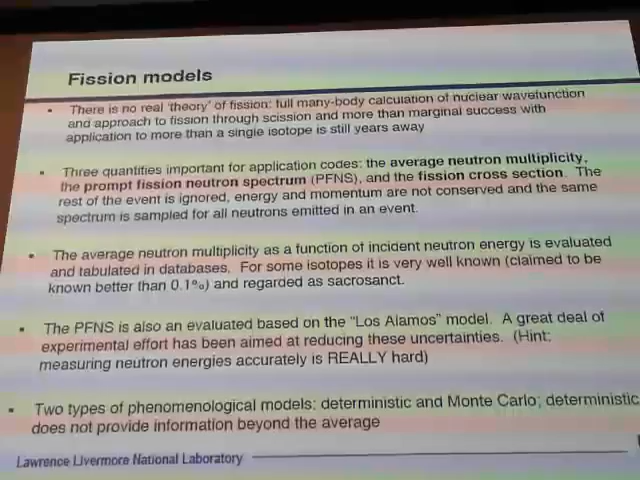 Fission models
• There is no real 'theory' of fission: full many-body calculation of nuclear wavefunction
and approach to fission through scission and more than marginal success with
application to more than a single isotope is still years away
• Three quantities important for application codes: the average neutron multiplicity,
the prompt fission neutron spectrum (PFNS), and the fission cross section. The
rest of the event is ignored, energy and momentum are not conserved and the same
spectrum is sampled for all neutrons emitted in an event.
• The average neutron multiplicity as a function of incident neutron energy is evaluated
and tabulated in databases. For some isotopes it is very well known (claimed to be
known better than 0.1%) and regarded as sacrosanct.
• The PFNS is also an evaluated based on the "Los Alamos" model. A great deal of
experimental effort has been aimed at reducing these uncertainties. (Hint:
measuring neutron energies accurately is REALLY hard)
• Two types of phenomenological models: deterministic and Monte Carlo; deterministic
does not provide information beyond the average
Lawrence Livermore National Laboratory